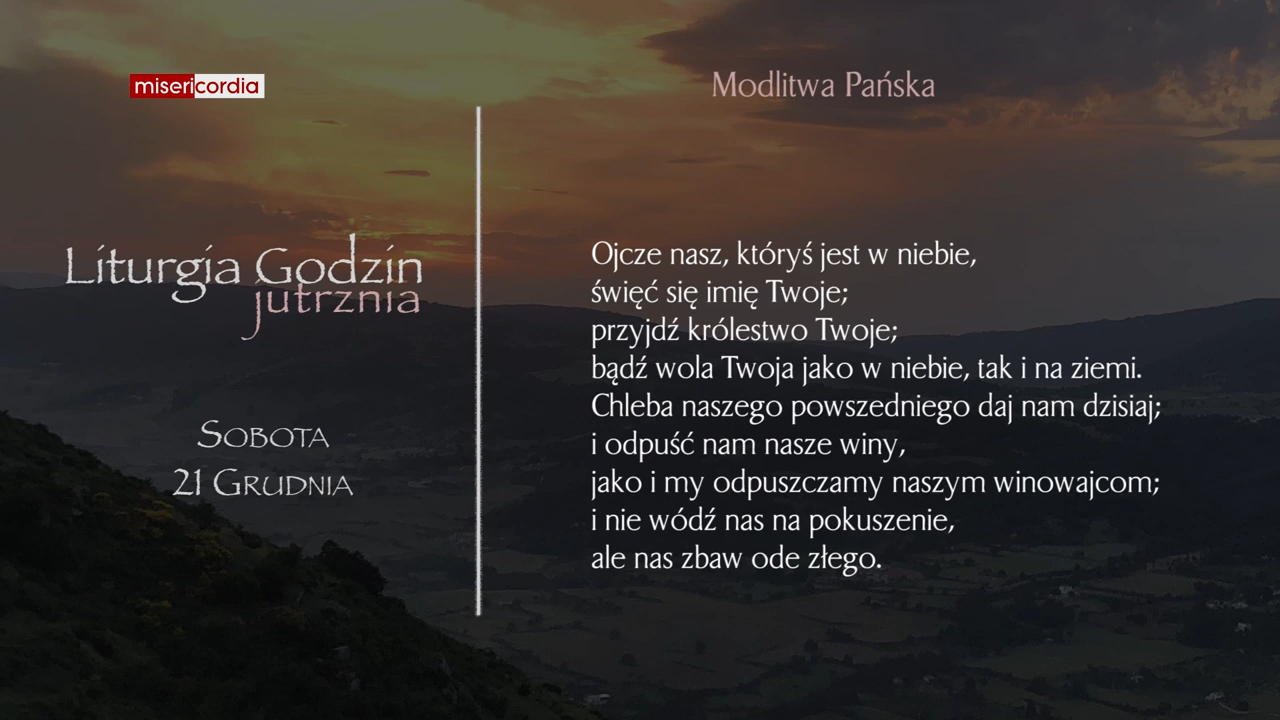 misericordia
Liturgia Godzin
jutrznia
Sobota
21 Grudnia
Modlitwa Pańska
Ojcze nasz, któryś jest w niebie,
święć się imię Twoje;
przyjdź królestwo Twoje;
bądź wola Twoja jako w niebie, tak i na ziemi.
Chleba naszego powszedniego daj nam dzisiaj;
i odpuść nam nasze winy,
jako i my odpuszczamy naszym winowajcom;
i nie wódź nas na pokuszenie,
ale nas zbaw ode złego.